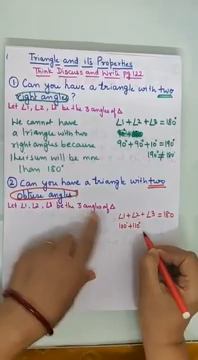 Triangle and its Properties
Think Discuss and Write pg 122
① Can you have a triangle with two
right angles?
Let ∠1, ∠2, ∠3 be the 3 angles of △
We cannot have
a triangle with two
right angles because
their sum will be more
than 180°
∠1 + ∠2 + ∠3 = 180°
90° + 90° + 10° = 190°
190° ≠ 180°
② Can you have a triangle with two
obtuse angles
Let ∠1, ∠2, ∠3 be the 3 angles of △
∠1 + ∠2 + ∠3 = 180
100° + 110°